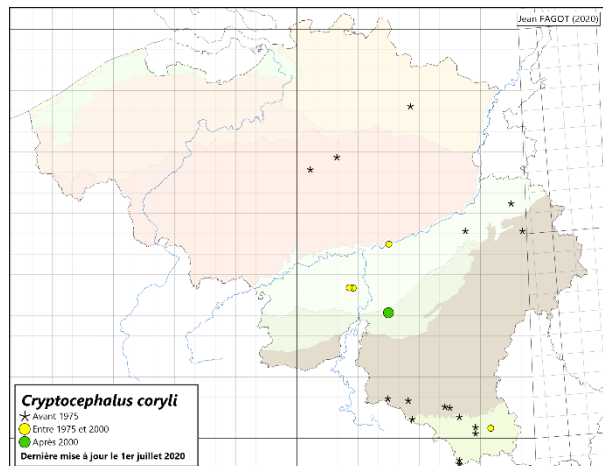 Jean FAGOT (2020)
Cryptocephalus coryli
Avant 1975
Entre 1975 et 2000
Après 2000
Dernière mise à jour le 1er juillet 2020